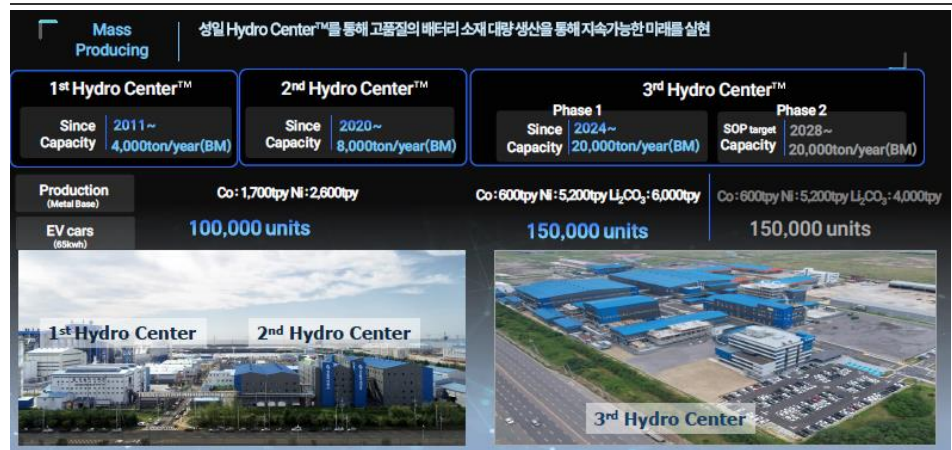 Mass
Producing
성일 Hydro Center™를 통해 고품질의 배터리 소재 대량 생산을 통해 지속가능한 미래를 실현
1st Hydro Center™
Since 2011~
Capacity 4,000ton/year(BM)
2nd Hydro Center™
Since 2020~
Capacity 8,000ton/year(BM)
3rd Hydro Center™
Phase 1
Since 2024~
Capacity 20,000ton/year(BM)
Phase 2
SOP target 2028~
Capacity 20,000ton/year(BM)
Production
(Metal Base)
Co : 1,700tpy Ni : 2,600tpy
Co : 600tpy Ni : 5,200tpy Li₂CO₃ : 6,000tpy
Co : 600tpy Ni : 5,200tpy Li₂CO₃ : 4,000tpy
EV cars
(65kwh)
100,000 units
150,000 units
150,000 units
1st Hydro Center
2nd Hydro Center
3rd Hydro Center